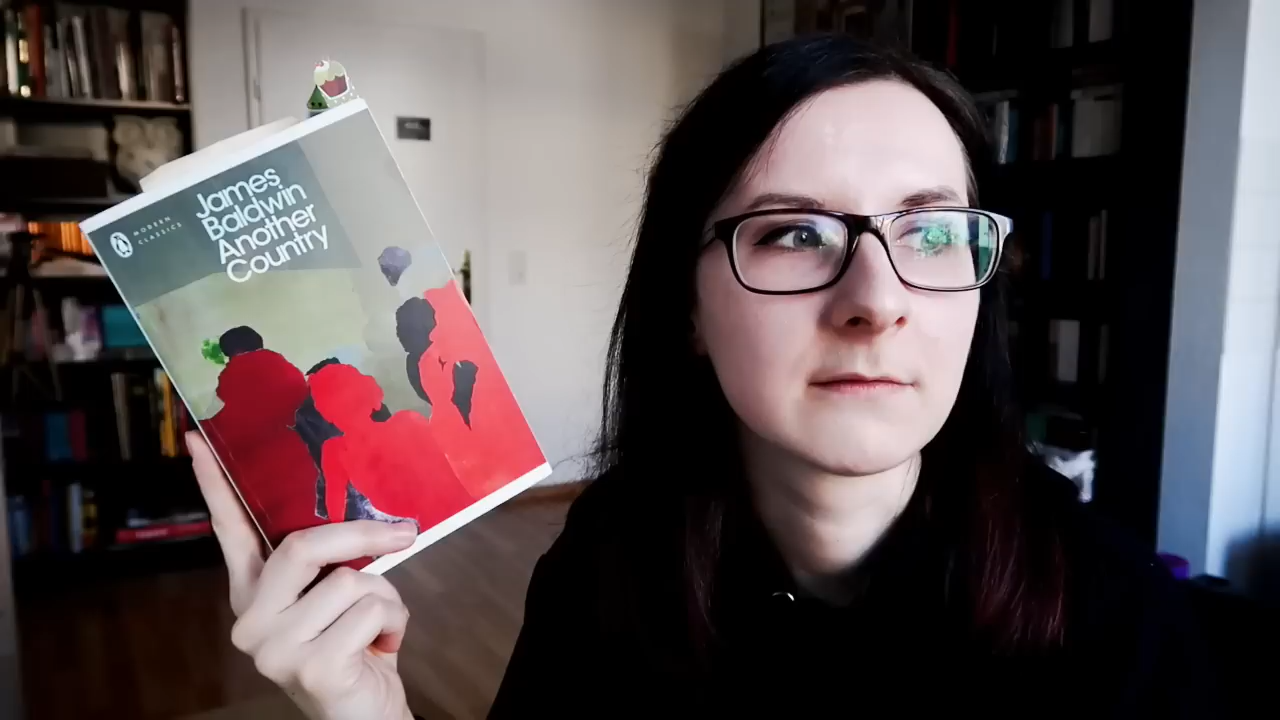 MODERN
CLASSICS
James
Baldwin
Another
Country